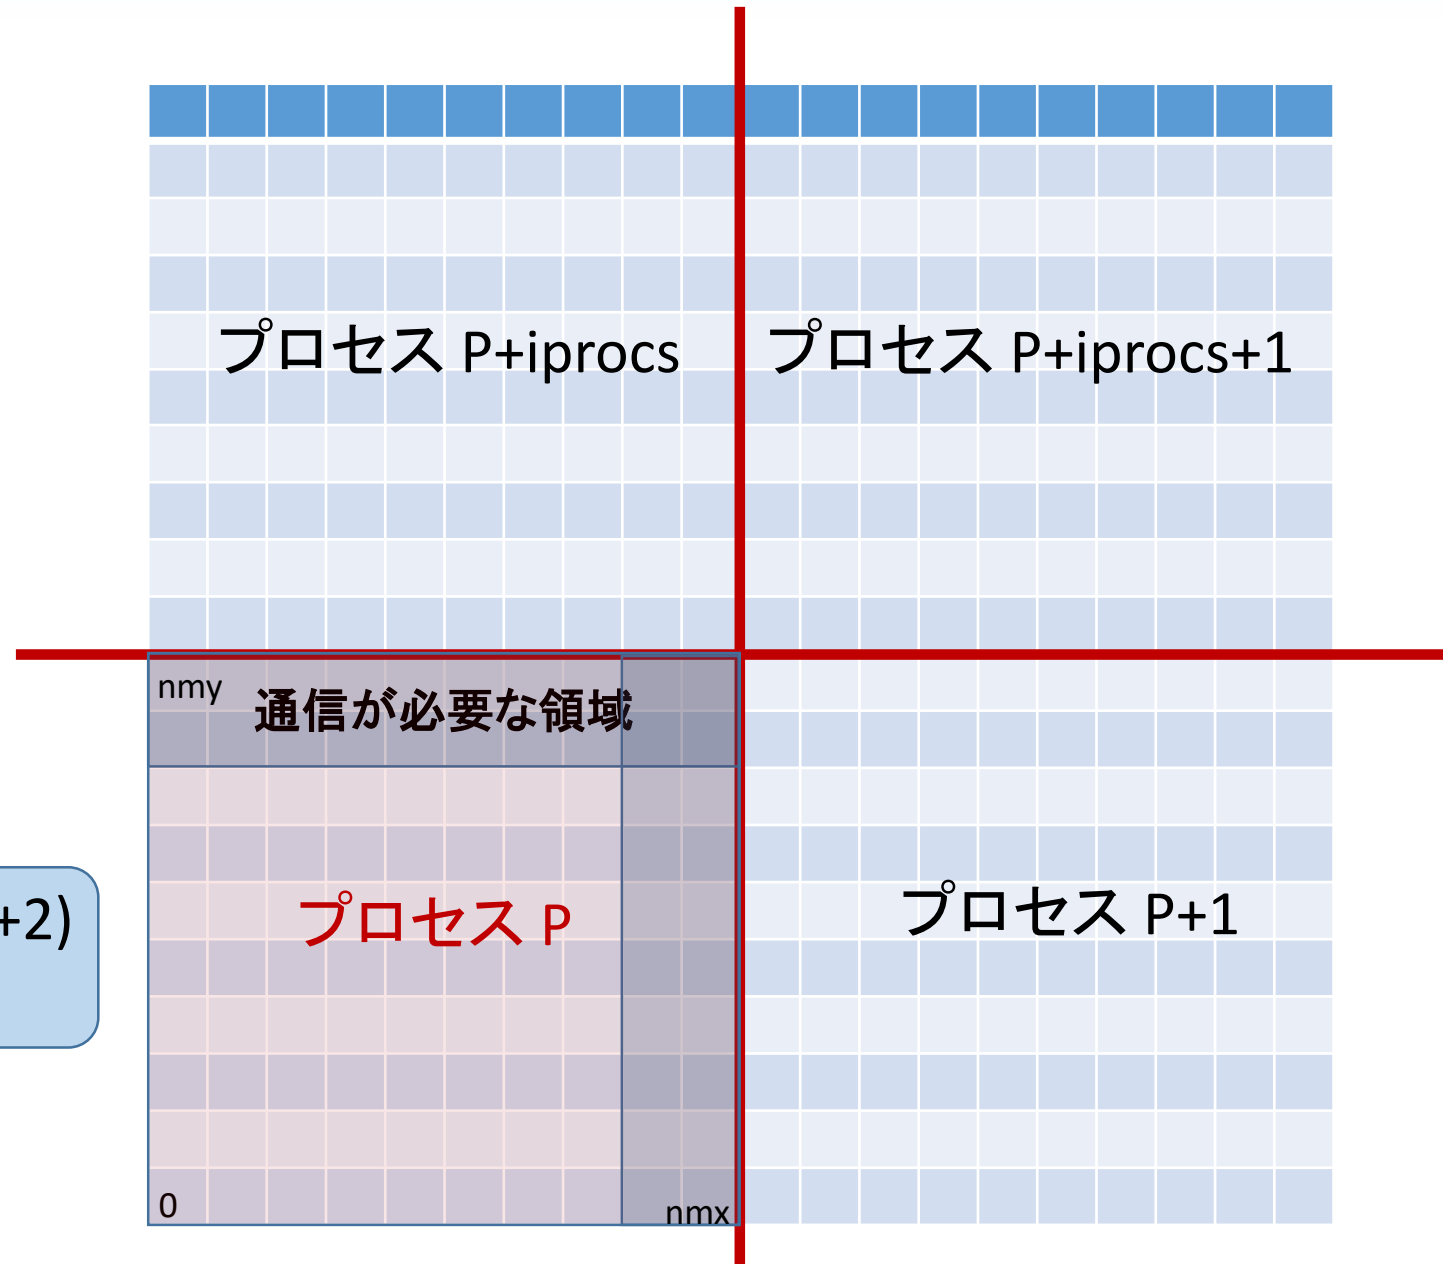 プロセス P+iprocs
プロセス P+iprocs+1
nmy
通信が必要な領域
+2)
プロセス P
プロセス P+1
0
nmx